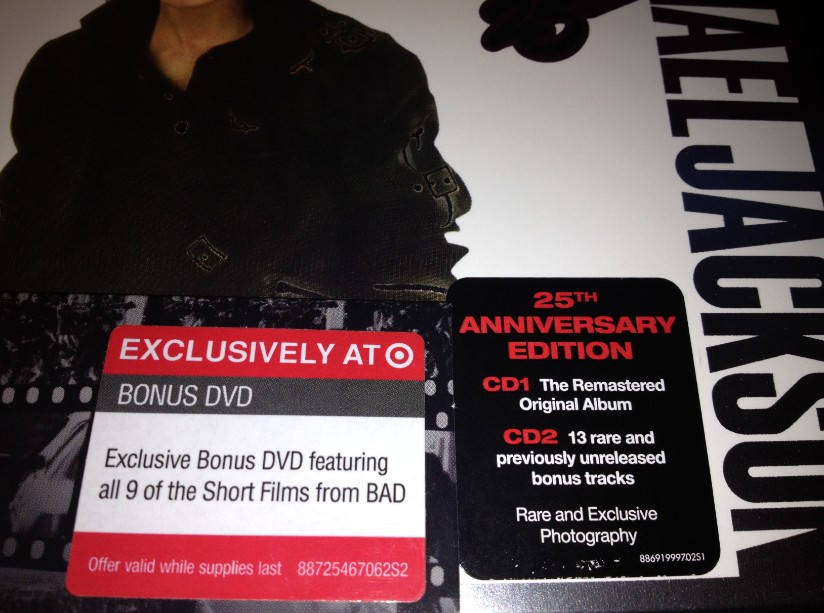 HAEL JACKSON
EXCLUSIVELY AT
BONUS DVD
Exclusive Bonus DVD featuring
all 9 of the Short Films from BAD
Offer valid while supplies last 88725467062S2
25TH
ANNIVERSARY
EDITION
CD1 The Remastered
Original Album
CD2 13 rare and
previously unreleased
bonus tracks
Rare and Exclusive
Photography
88691999702S1